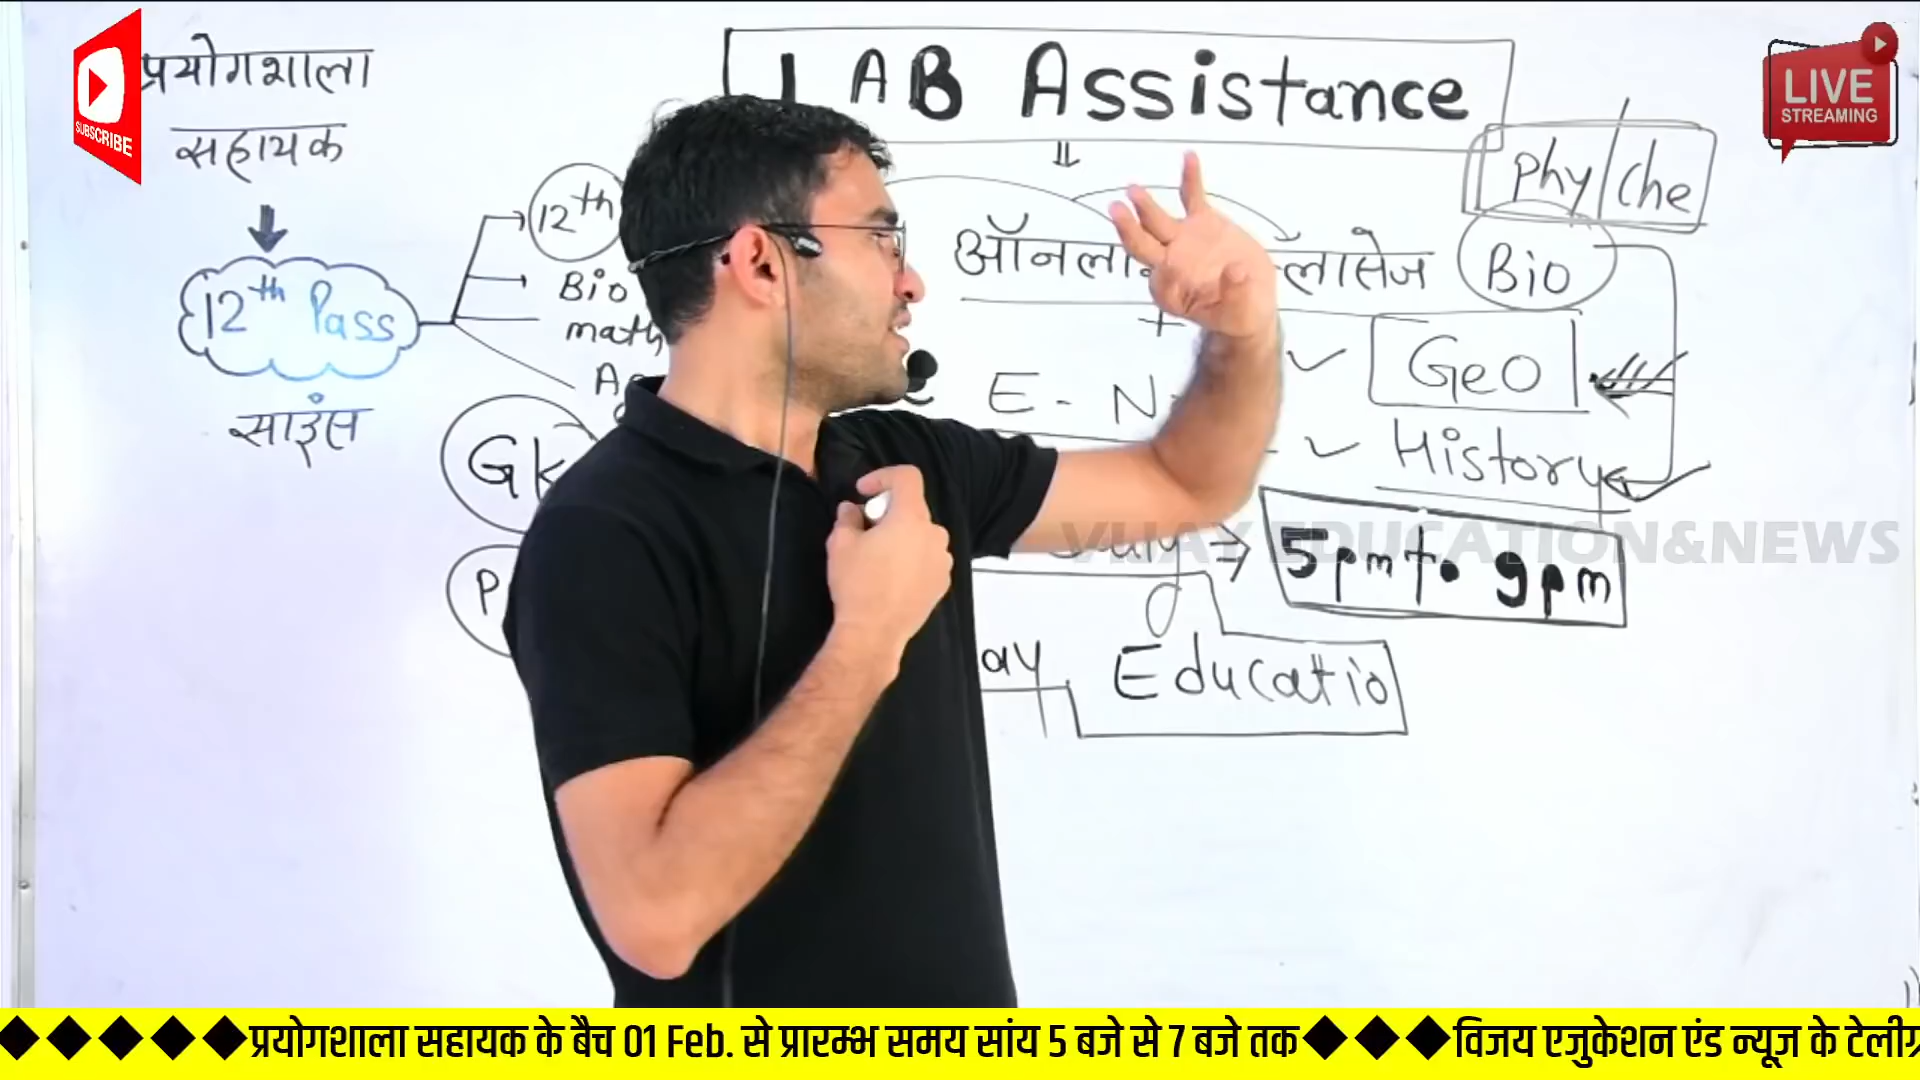 SUBSCRIBE
प्रयोगशाला
सहायक
12th Pass
साइंस
12th
Bio
math
GK
P
LAB Assistance
Phy/Che
Bio
E-N
Geo
History
5pm to 9pm
ay Educatio
LIVE
STREAMING
VIJAY EDUCATION&NEWS
प्रयोगशाला सहायक के बैच 01 Feb. से प्रारम्भ समय सांय 5 बजे से 7 बजे तक◆◆◆विजय एजुकेशन एंड न्यूज के टेलीग्र